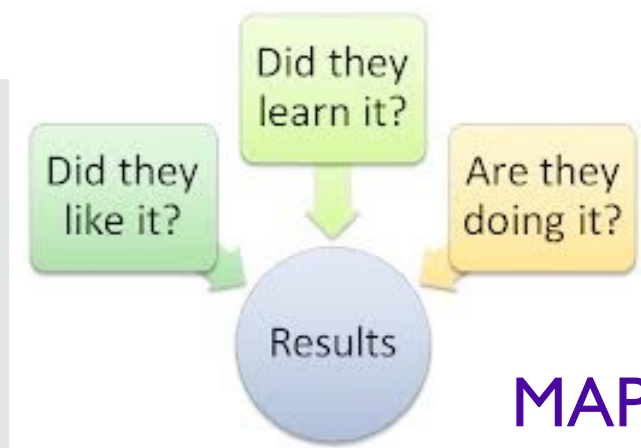 Did they
like it?
Did they
learn it?
Are they
doing it?
Results
MAP